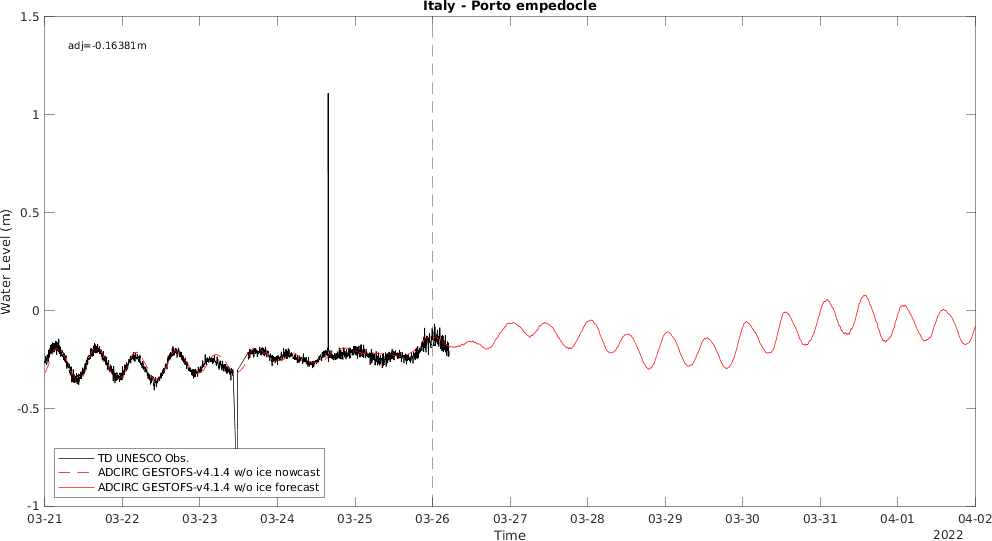 Italy - Porto empedocle
adj=-0.16381m
1.5
1
0.5
0
-0.5
-1
Water Level (m)
TD UNESCO Obs.
ADCIRC GESTOFS-v4.1.4 w/o ice nowcast
ADCIRC GESTOFS-v4.1.4 w/o ice forecast
03-21 03-22 03-23 03-24 03-25 03-26 03-27 03-28 03-29 03-30 03-31 04-01 04-02
Time
2022